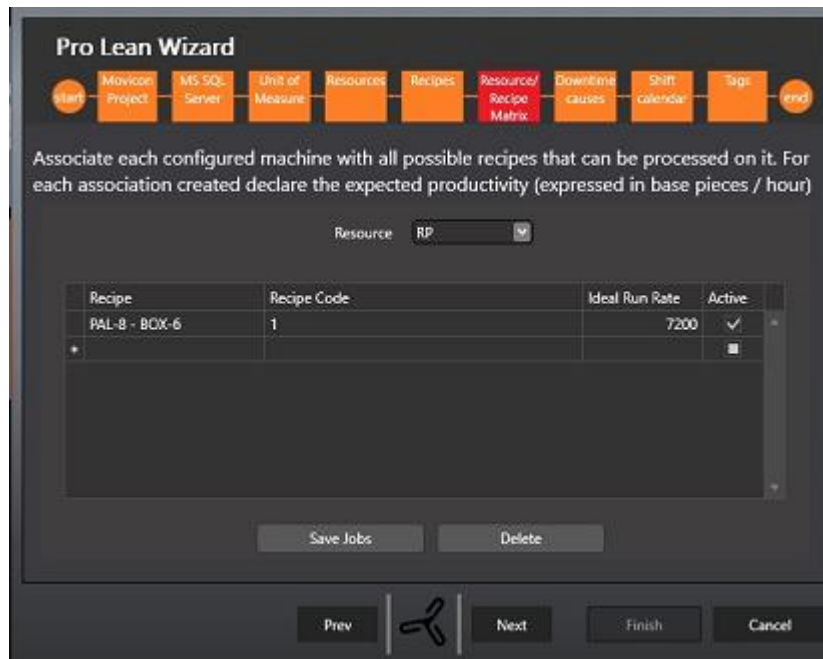 Pro Lean Wizard
start
Movicon
Project
MS SQL
Server
Unit of
Measure
Resources
Recipes
Resource/
Recipe
Matrix
Downtime
causes
Shift
calendar
Tags
end
Associate each configured machine with all possible recipes that can be processed on it. For
each association created declare the expected productivity (expressed in base pieces / hour)
Resource RP
Recipe Recipe Code Ideal Run Rate Active
PAL-8 - BOX-6 1 7200
Save Jobs Delete
Prev Next Finish Cancel